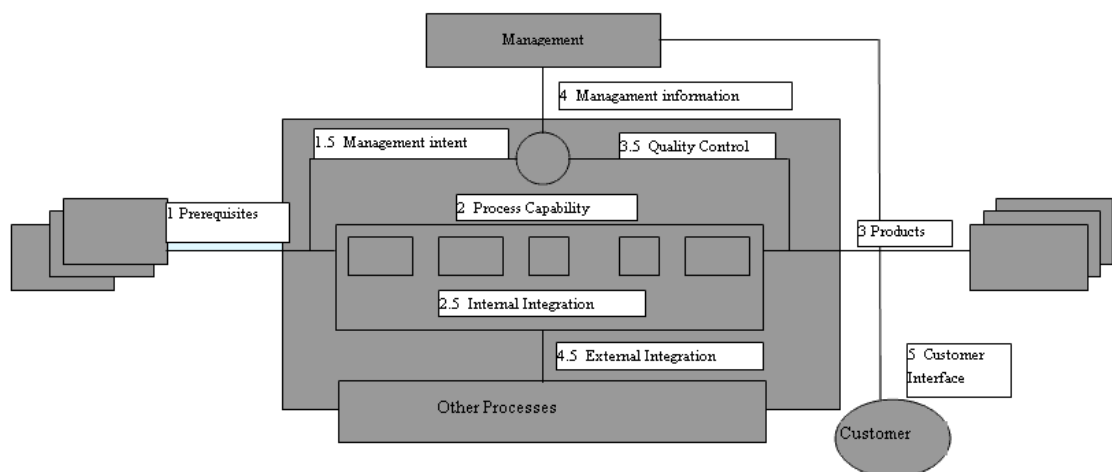 Management
4 Managament information
1.5 Management intent
3.5 Quality Control
1 Prerequisites
2 Process Capability
3 Products
2.5 Internal Integration
4.5 External Integration
5 Customer
Interface
Other Processes
Customer